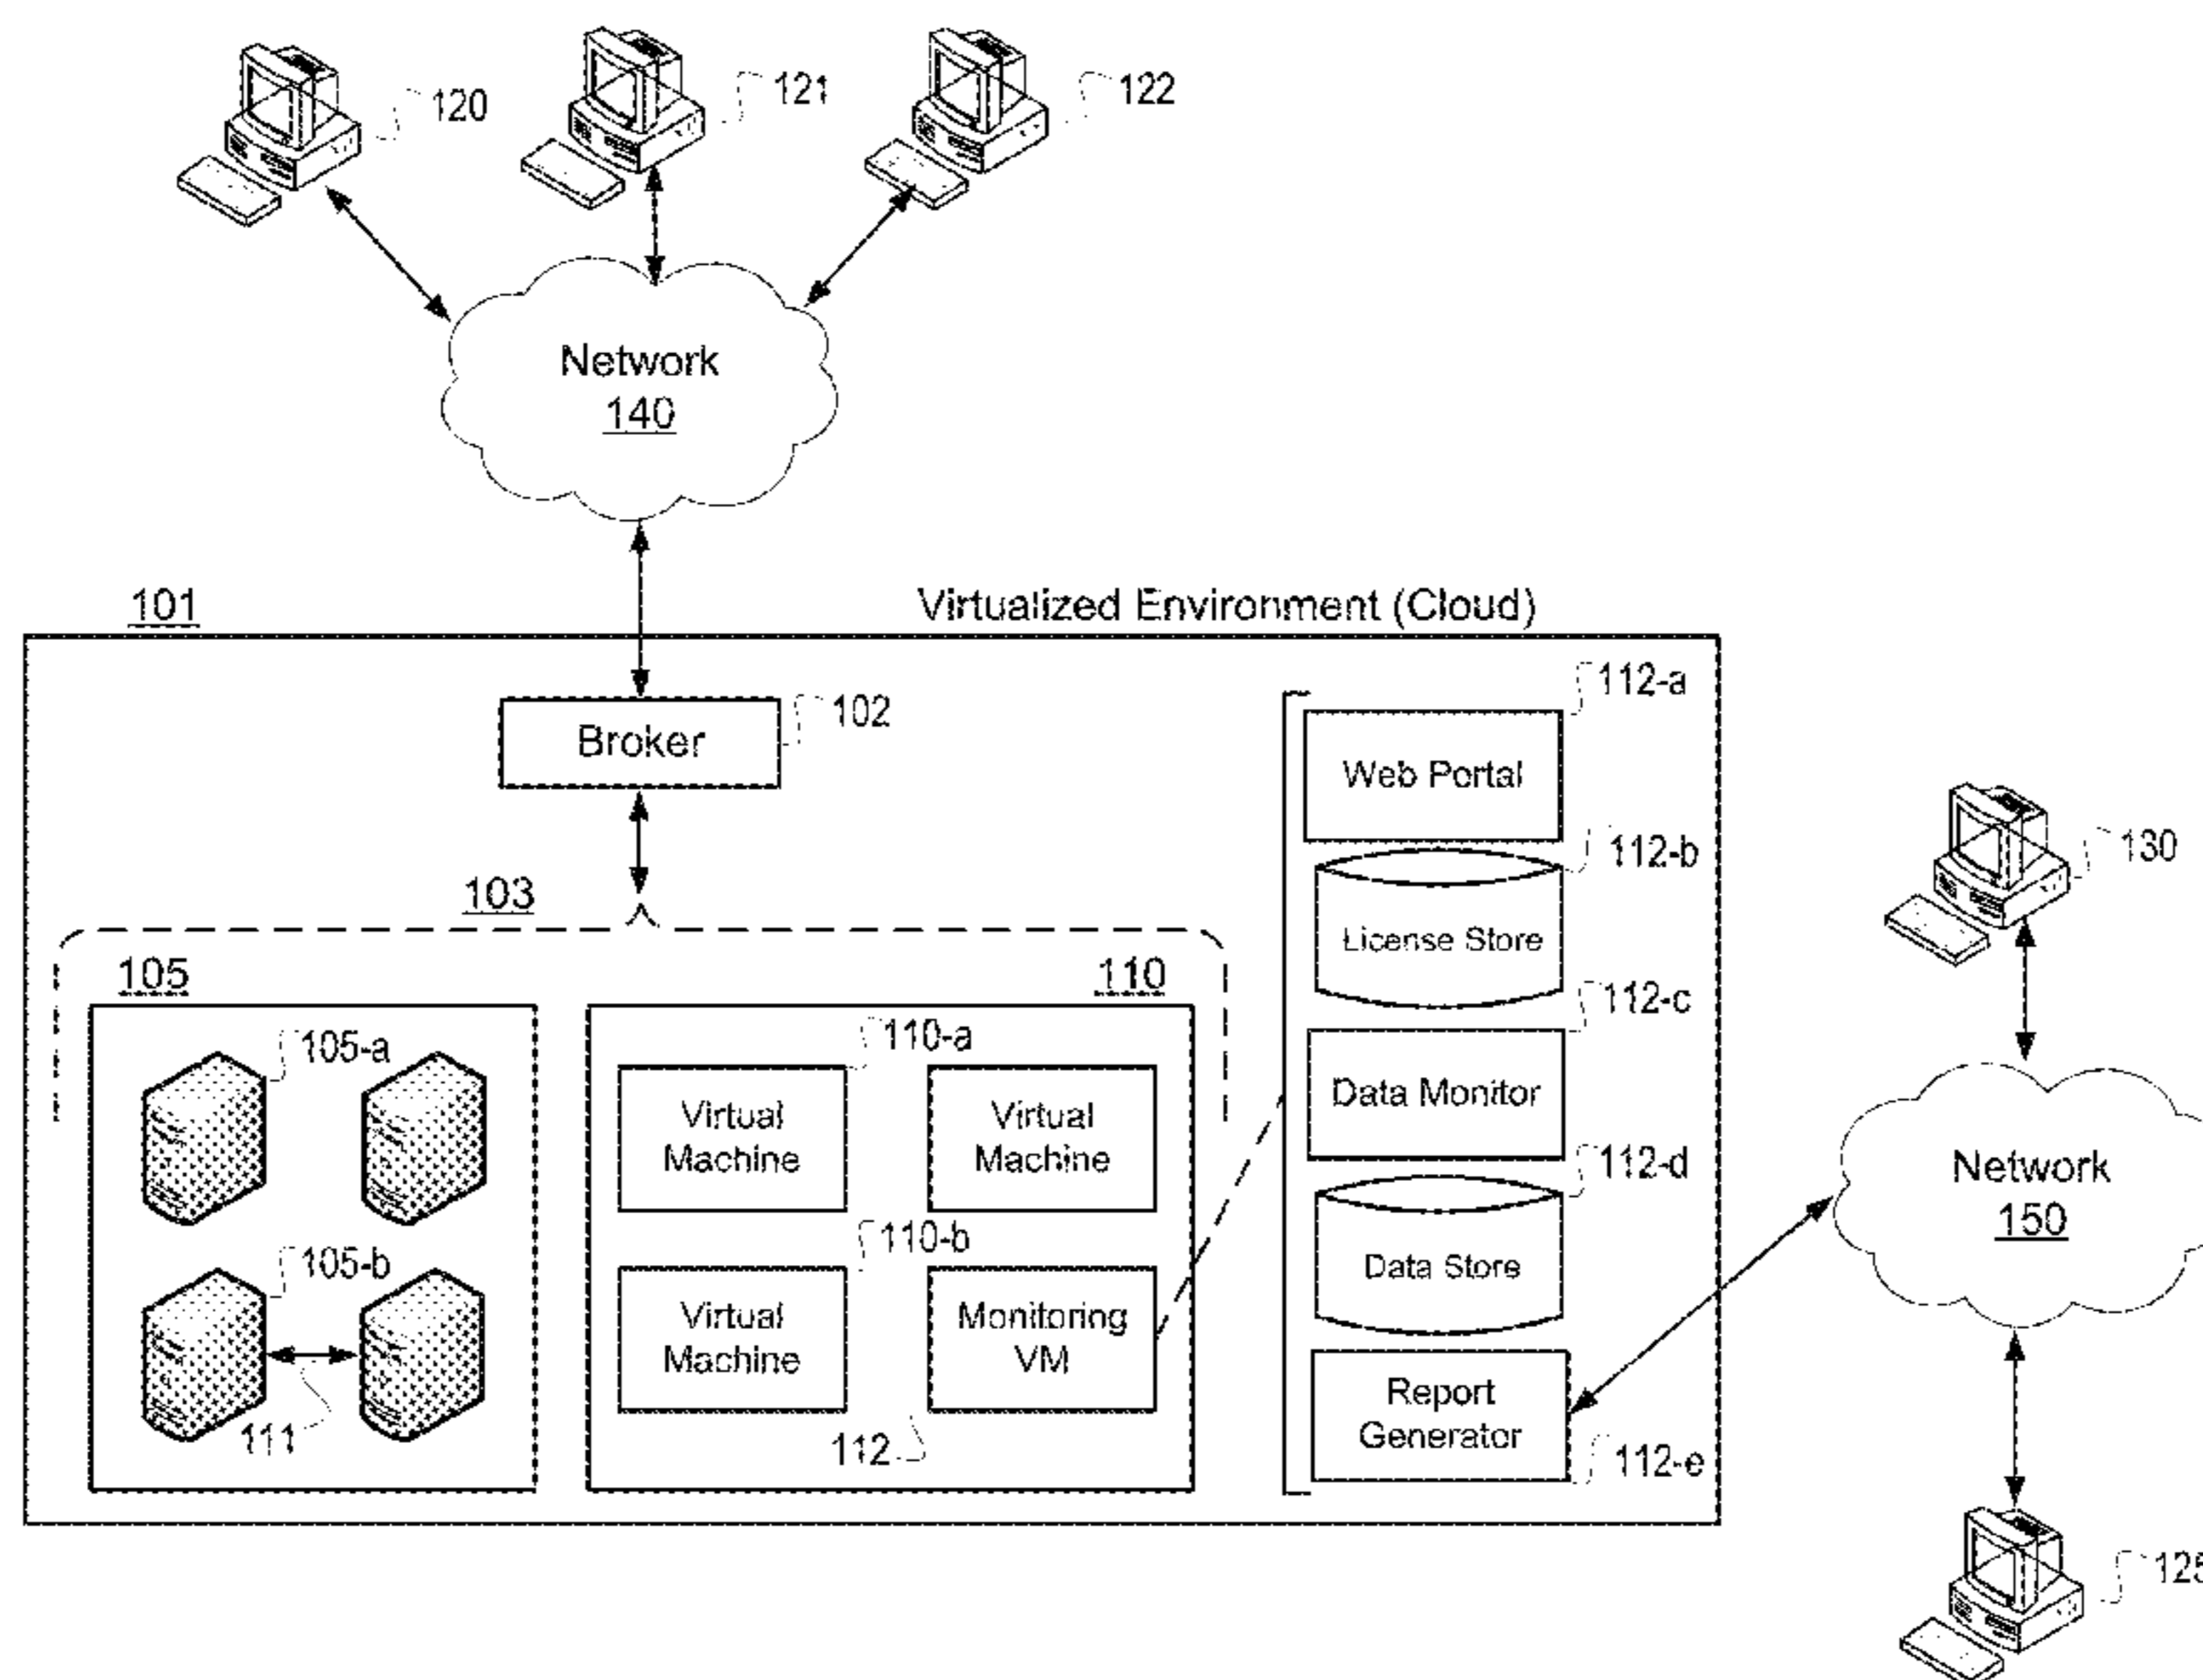 120
121
122
Network
140
101
Virtualized Environment (Cloud)
102
Broker
103
105
110
105-a
105-b
111
110-a
Virtual
Machine
Virtual
Machine
110-b
Virtual
Machine
Monitoring
VM
112
112-a
Web Portal
112-b
License Store
112-c
Data Monitor
112-d
Data Store
Report
Generator
112-e
130
Network
150
125